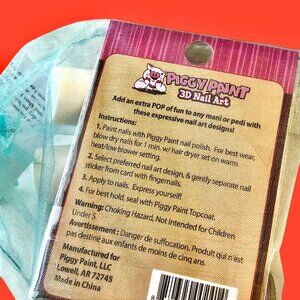 PIGGY PAINT
3D Nail Art
Add an extra POP of fun to any mani or pedi with
these expressive nail art designs!
Instructions:
1. Paint nails with Piggy Paint nail polish. For best wear,
blow dry nails for 1 min. w/ hair dryer set on warm
heat/low blower setting.
2. Select preferred nail art design, & gently separate nail
sticker from card with fingernails.
3. Apply to nails. Express yourself!
4. For best hold, seal with Piggy Paint Topcoat.
Warning: Choking Hazard. Not Intended for Children
Under 5.
Avertissement: Danger de suffocation. Produit qui n'est
pas destiné aux enfants de moins de cinq ans.
Manufactured for
Piggy Paint, LLC
Lowell, AR 72745
Made in China